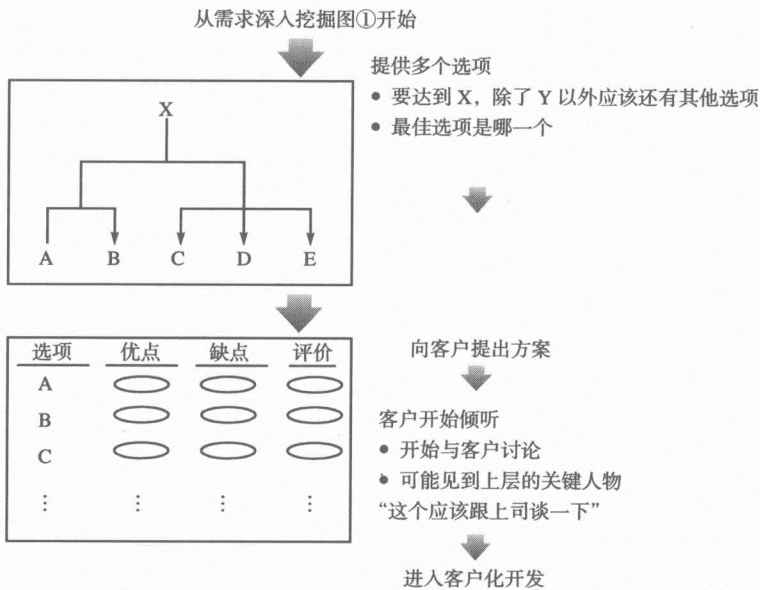 从需求深入挖掘图①开始
提供多个选项
• 要达到 X，除了 Y 以外应该还有其他选项
• 最佳选项是哪一个
X
A B C D E
选项 优点 缺点 评价
A
B
C
⋮ ⋮ ⋮ ⋮
向客户提出方案
客户开始倾听
• 开始与客户讨论
• 可能见到上层的关键人物
“这个应该跟上司谈一下”
进入客户化开发